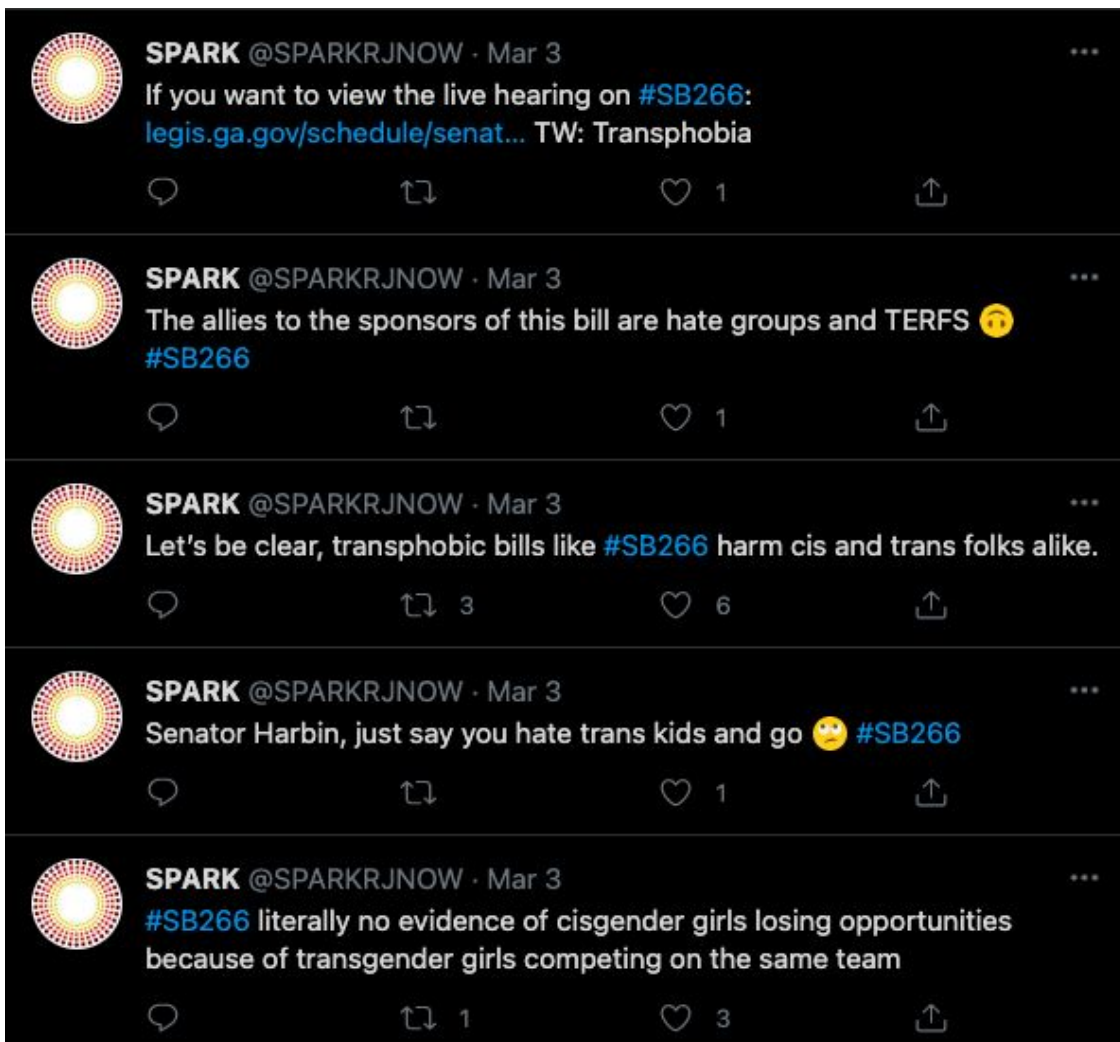 SPARK @SPARKRJNOW · Mar 3
If you want to view the live hearing on #SB266:
legis.ga.gov/schedule/senat... TW: Transphobia
1
SPARK @SPARKRJNOW · Mar 3
The allies to the sponsors of this bill are hate groups and TERFS 🙃
#SB266
1
SPARK @SPARKRJNOW · Mar 3
Let's be clear, transphobic bills like #SB266 harm cis and trans folks alike.
3 6
SPARK @SPARKRJNOW · Mar 3
Senator Harbin, just say you hate trans kids and go 🙄 #SB266
1
SPARK @SPARKRJNOW · Mar 3
#SB266 literally no evidence of cisgender girls losing opportunities
because of transgender girls competing on the same team
1 3